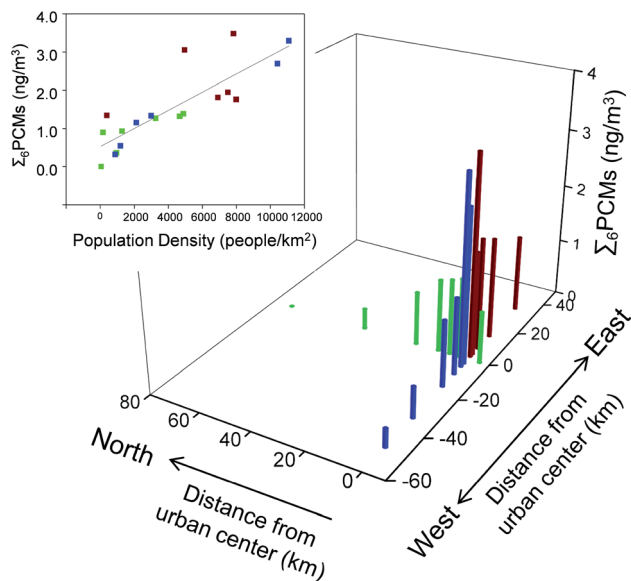 4.0
3.0
2.0
1.0
0.0
Σ₆PCMs (ng/m³)
0 2000 4000 6000 8000 10000 12000
Population Density (people/km²)
4
3
2
1
0
Σ₆PCMs (ng/m³)
40
20
0
-20
-40
-60
East
West
Distance from
urban center (km)
80
60
40
20
0
North
Distance from
urban center (km)